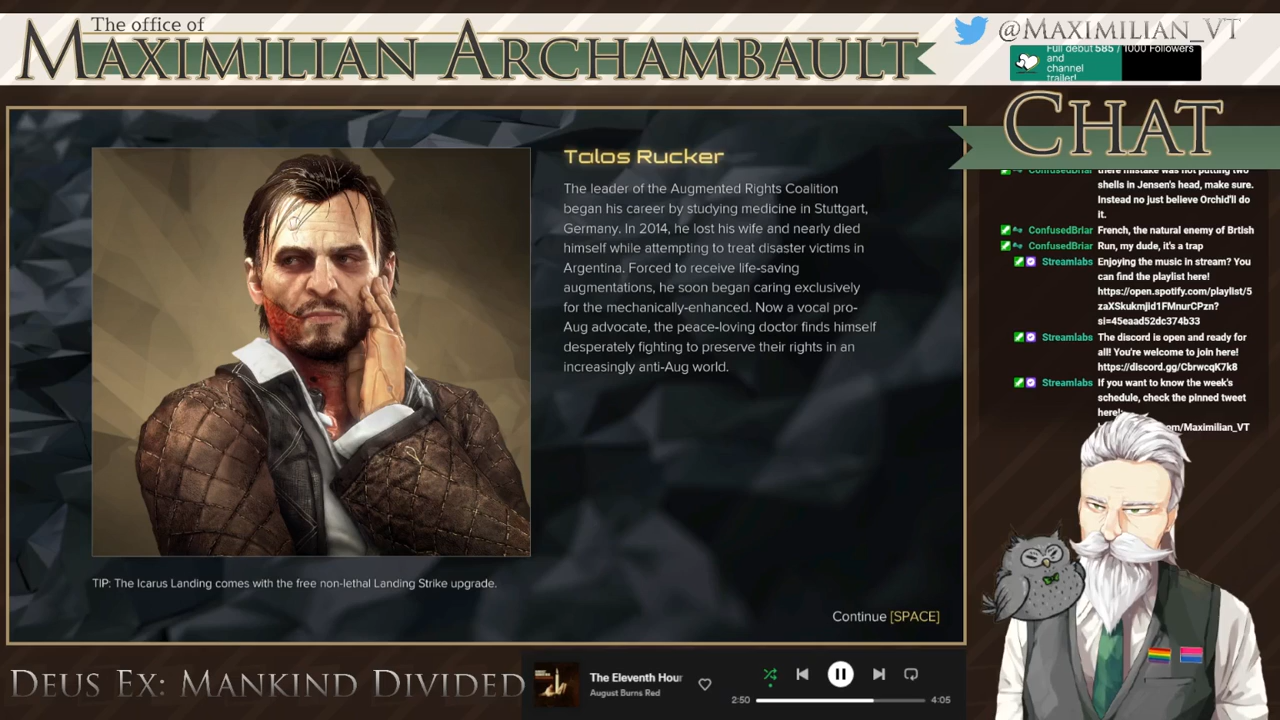 The office of
MAXIMILIAN ARCHAMBAULT
@MAXIMILIAN_VT
Full debut 585 / 1000 Followers
and
channel
trailer!
CHAT
Talos Rucker
The leader of the Augmented Rights Coalition
began his career by studying medicine in Stuttgart,
Germany. In 2014, he lost his wife and nearly died
himself while attempting to treat disaster victims in
Argentina. Forced to receive life-saving
augmentations, he soon began caring exclusively
for the mechanically-enhanced. Now a vocal pro-
Aug advocate, the peace-loving doctor finds himself
desperately fighting to preserve their rights in an
increasingly anti-Aug world.
TIP: The Icarus Landing comes with the free non-lethal Landing Strike upgrade.
Continue [SPACE]
ConfusedBriar there mistake was not putting two
shells in Jensen's head, make sure.
Instead no just believe Orchid'll do
it.
ConfusedBriar French, the natural enemy of Brtish
ConfusedBriar Run, my dude, it's a trap
Streamlabs Enjoying the music in stream? You
can find the playlist here!
https://open.spotify.com/playlist/5
zaXSkukmjid1FMnurCPzn?
si=45eaad52dc374b33
Streamlabs The discord is open and ready for
all! You're welcome to join here!
https://discord.gg/CbrwcqK7k8
Streamlabs If you want to know the week's
schedule, check the pinned tweet
here!
om/Maximilian_VT
DEUS EX: MANKIND DIVIDED
The Eleventh Hour
August Burns Red
2:50
4:05